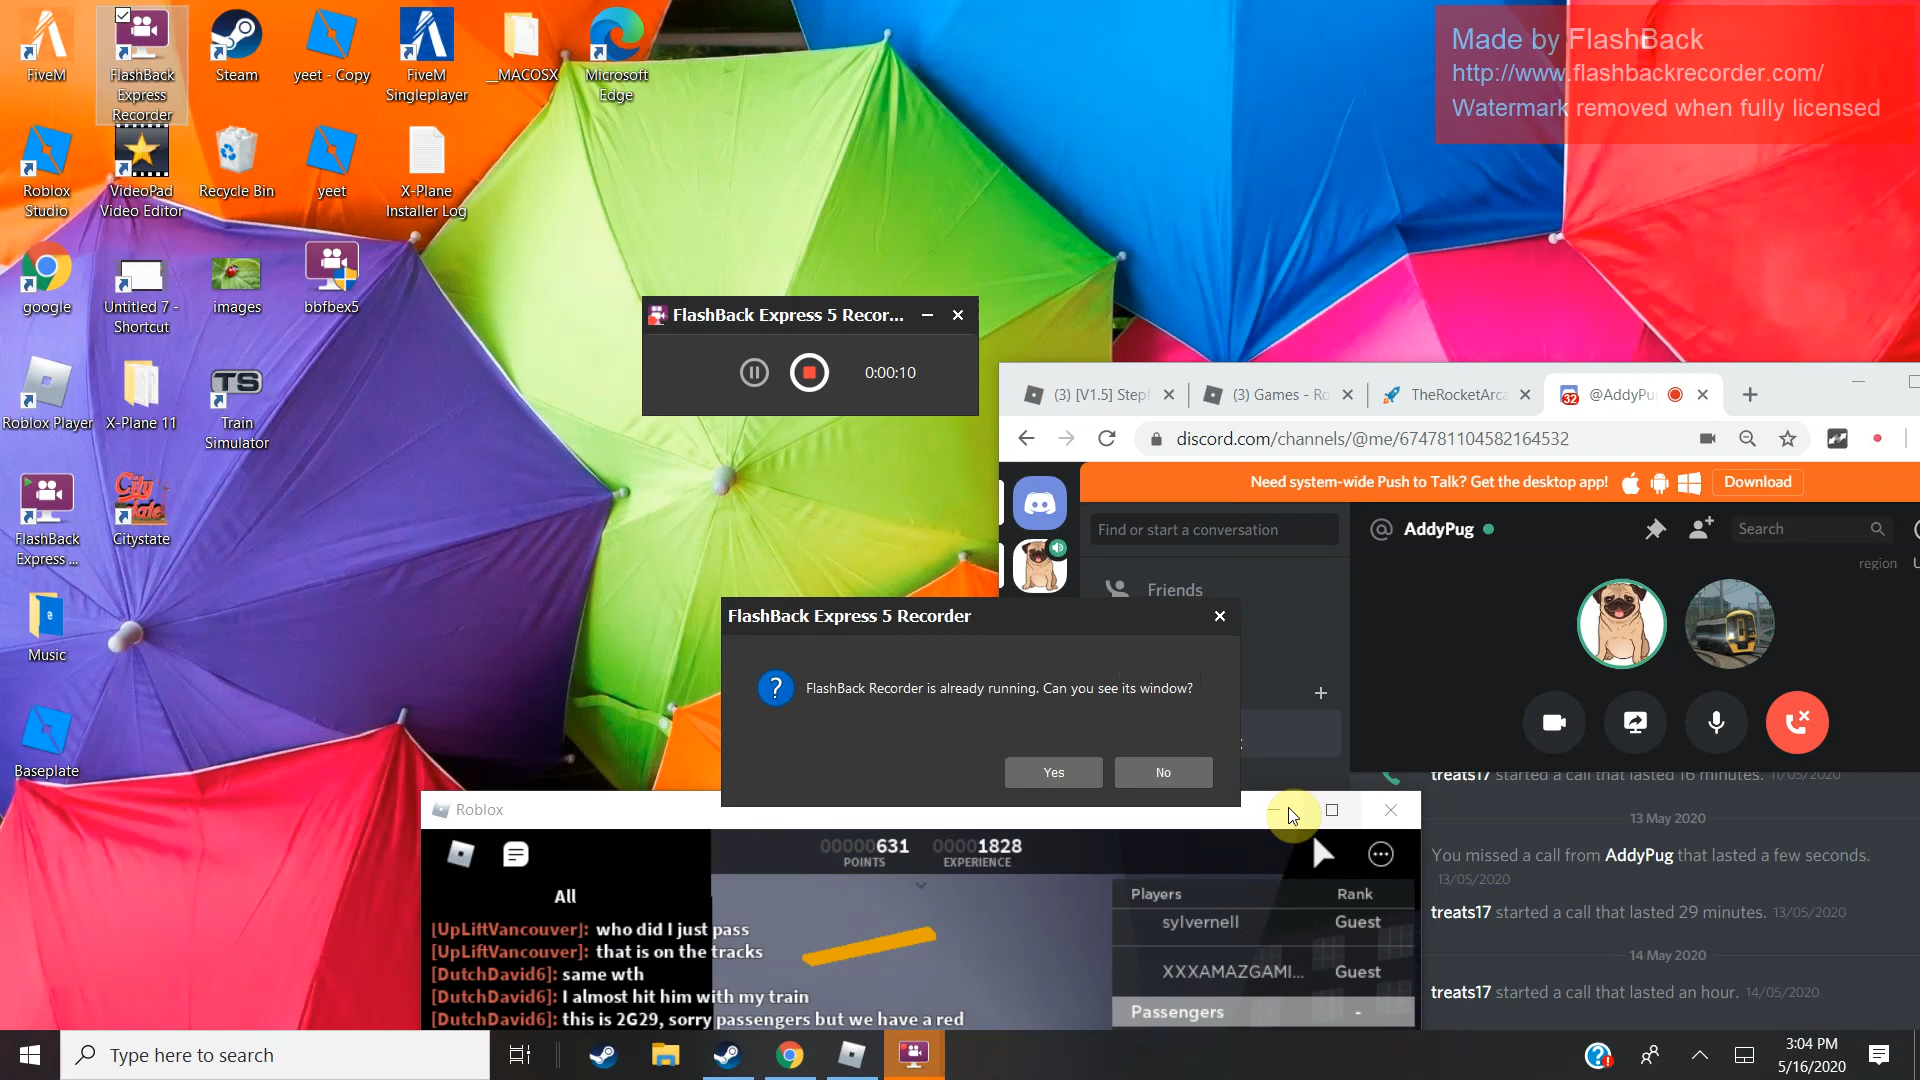 FiveM
FlashBack
Express
Recorder
Steam
yeet - Copy
FiveM
Singleplayer
__MACOSX
Microsoft
Edge
Made by FlashBack
http://www.flashbackrecorder.com/
Watermark removed when fully licensed
Roblox
Studio
VideoPad
Video Editor
Recycle Bin
yeet
X-Plane
Installer Log
google
Untitled 7 -
Shortcut
images
bbfbex5
FlashBack Express 5 Recor...
0:00:10
Roblox Player
X-Plane 11
TS
Train
Simulator
(3) [V1.5] Stepf
(3) Games - Ro
TheRocketArca
32
@AddyPug
discord.com/channels/@me/674781104582164532
Need system-wide Push to Talk? Get the desktop app!
Download
FlashBack
Express ...
City
state
Citystate
Find or start a conversation
@ AddyPug
Search
region
Friends
FlashBack Express 5 Recorder
FlashBack Recorder is already running. Can you see its window?
Yes
No
Music
Baseplate
treats17 started a call that lasted 16 minutes. 11/05/2020
13 May 2020
You missed a call from AddyPug that lasted a few seconds.
13/05/2020
treats17 started a call that lasted 29 minutes. 13/05/2020
14 May 2020
treats17 started a call that lasted an hour. 14/05/2020
Roblox
00000631
POINTS
00001828
EXPERIENCE
All
[UpLiftVancouver]: who did I just pass
[UpLiftVancouver]: that is on the tracks
[DutchDavid6]: same wth
[DutchDavid6]: I almost hit him with my train
[DutchDavid6]: this is 2G29, sorry passengers but we have a red
Players
Rank
sylvernell
Guest
XXXAMAZGAMI...
Guest
Passengers
-
Type here to search
3:04 PM
5/16/2020